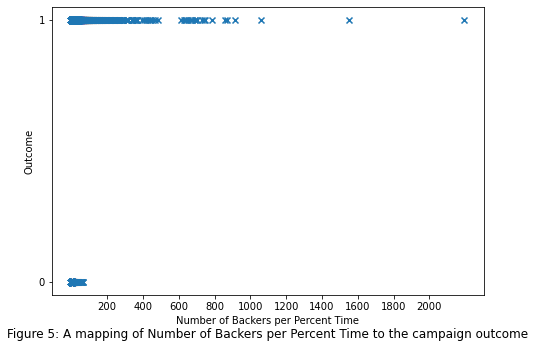 1
Outcome
0
200 400 600 800 1000 1200 1400 1600 1800 2000
Number of Backers per Percent Time
Figure 5: A mapping of Number of Backers per Percent Time to the campaign outcome